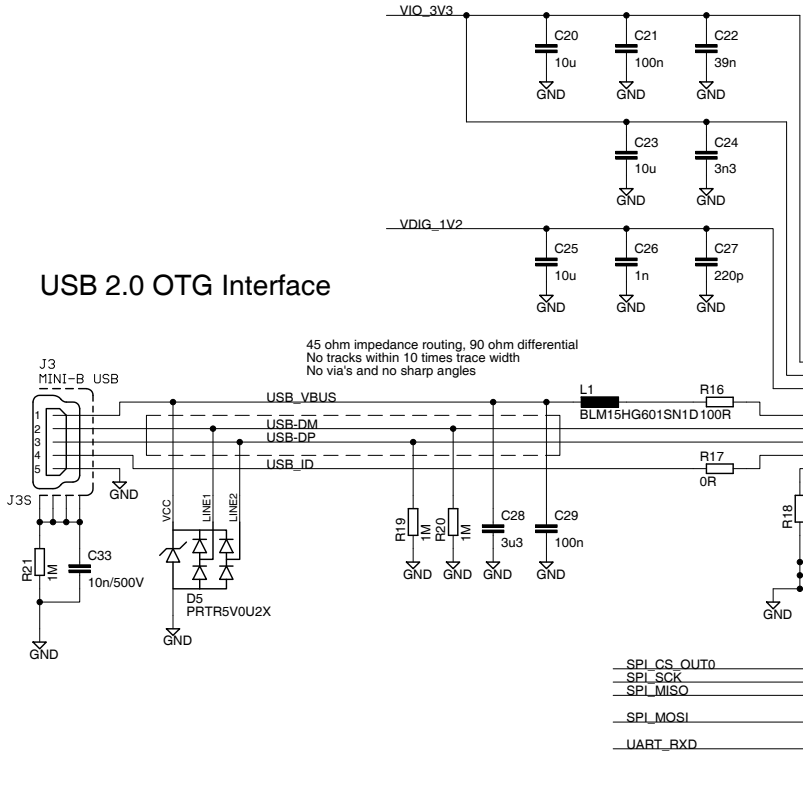 VIO_3V3
C20
10u
GND
C21
100n
GND
C22
39n
GND
C23
10u
GND
C24
3n3
GND
VDIG_1V2
C25
10u
GND
C26
1n
GND
C27
220p
GND
USB 2.0 OTG Interface
45 ohm impedance routing, 90 ohm differential
No tracks within 10 times trace width
No via's and no sharp angles
J3
MINI-B USB
1
2
3
4
5
J3S
GND
USB_VBUS
USB-DM
USB-DP
USB_ID
L1
BLM15HG601SN1D
R16
100R
R17
0R
R18
GND
VCC
LINE1
LINE2
D5
PRTR5V0U2X
GND
R19
1M
GND
R20
1M
GND
C28
3u3
GND
C29
100n
GND
R21
1M
C33
10n/500V
GND
SPI_CS_OUT0
SPI_SCK
SPI_MISO
SPI_MOSI
UART_RXD